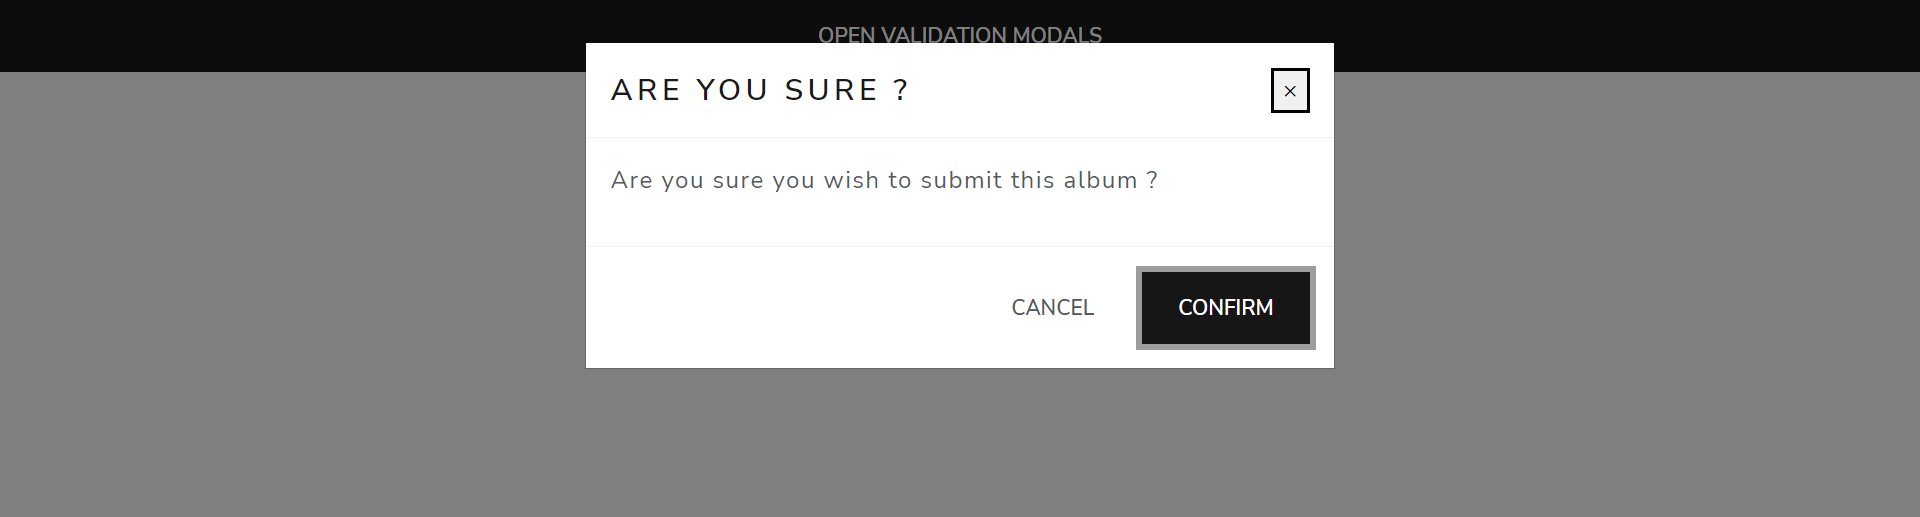 OPEN VALIDATION MODALS
ARE YOU SURE ?
×
Are you sure you wish to submit this album ?
CANCEL
CONFIRM